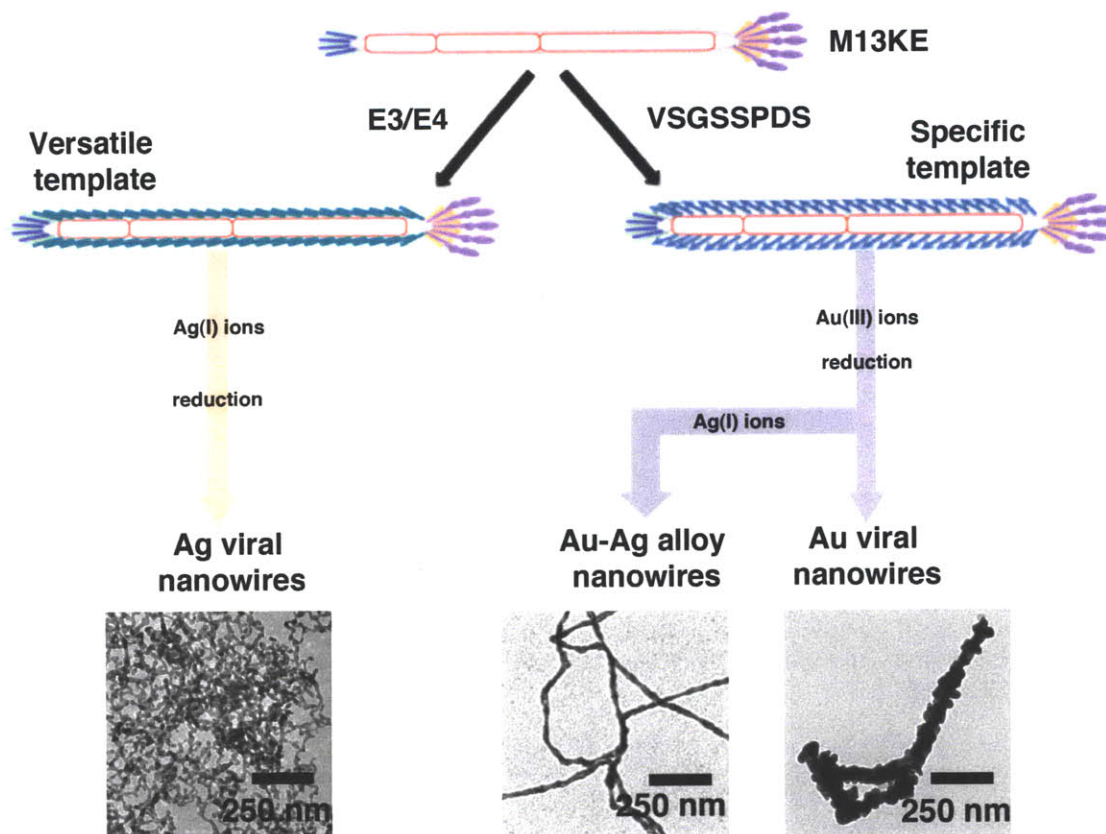 M13KE
E3/E4
VSGSSPDS
Versatile
template
Specific
template
Ag(I) ions
reduction
Au(III) ions
reduction
Ag(I) ions
Ag viral
nanowires
Au-Ag alloy
nanowires
Au viral
nanowires
250 nm
250 nm
250 nm